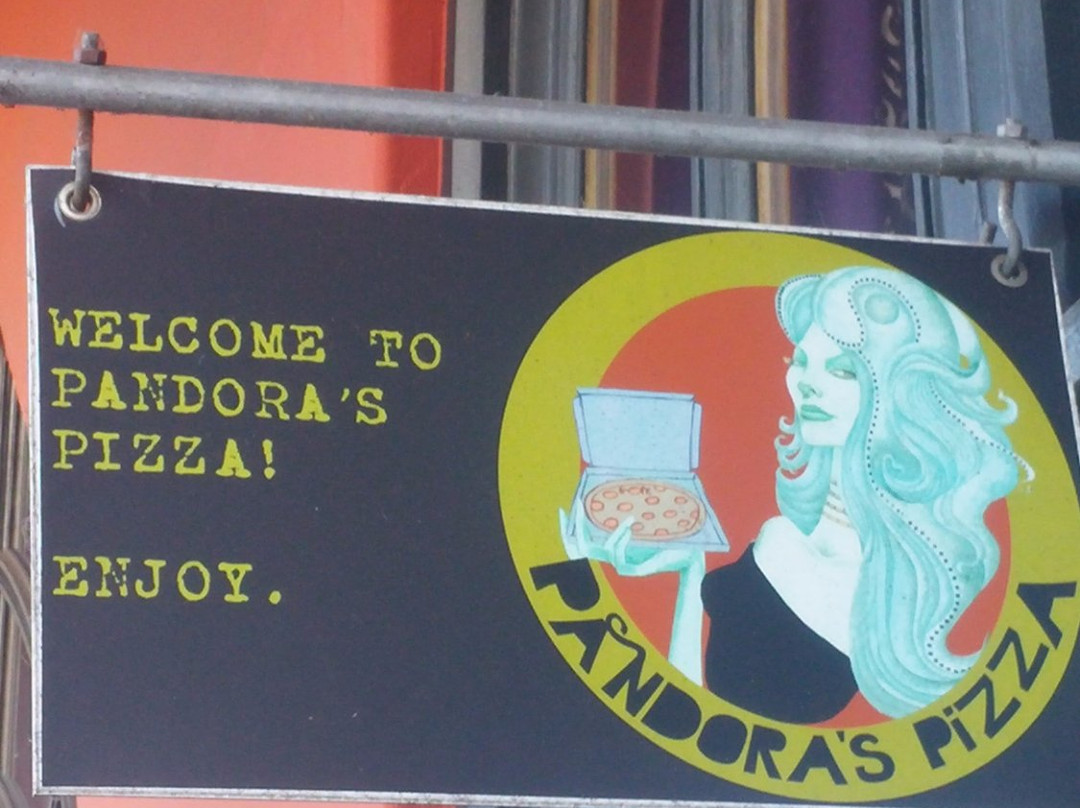 WELCOME TO
PANDORA'S
PIZZA!
ENJOY.
PANDORA'S PiZZA